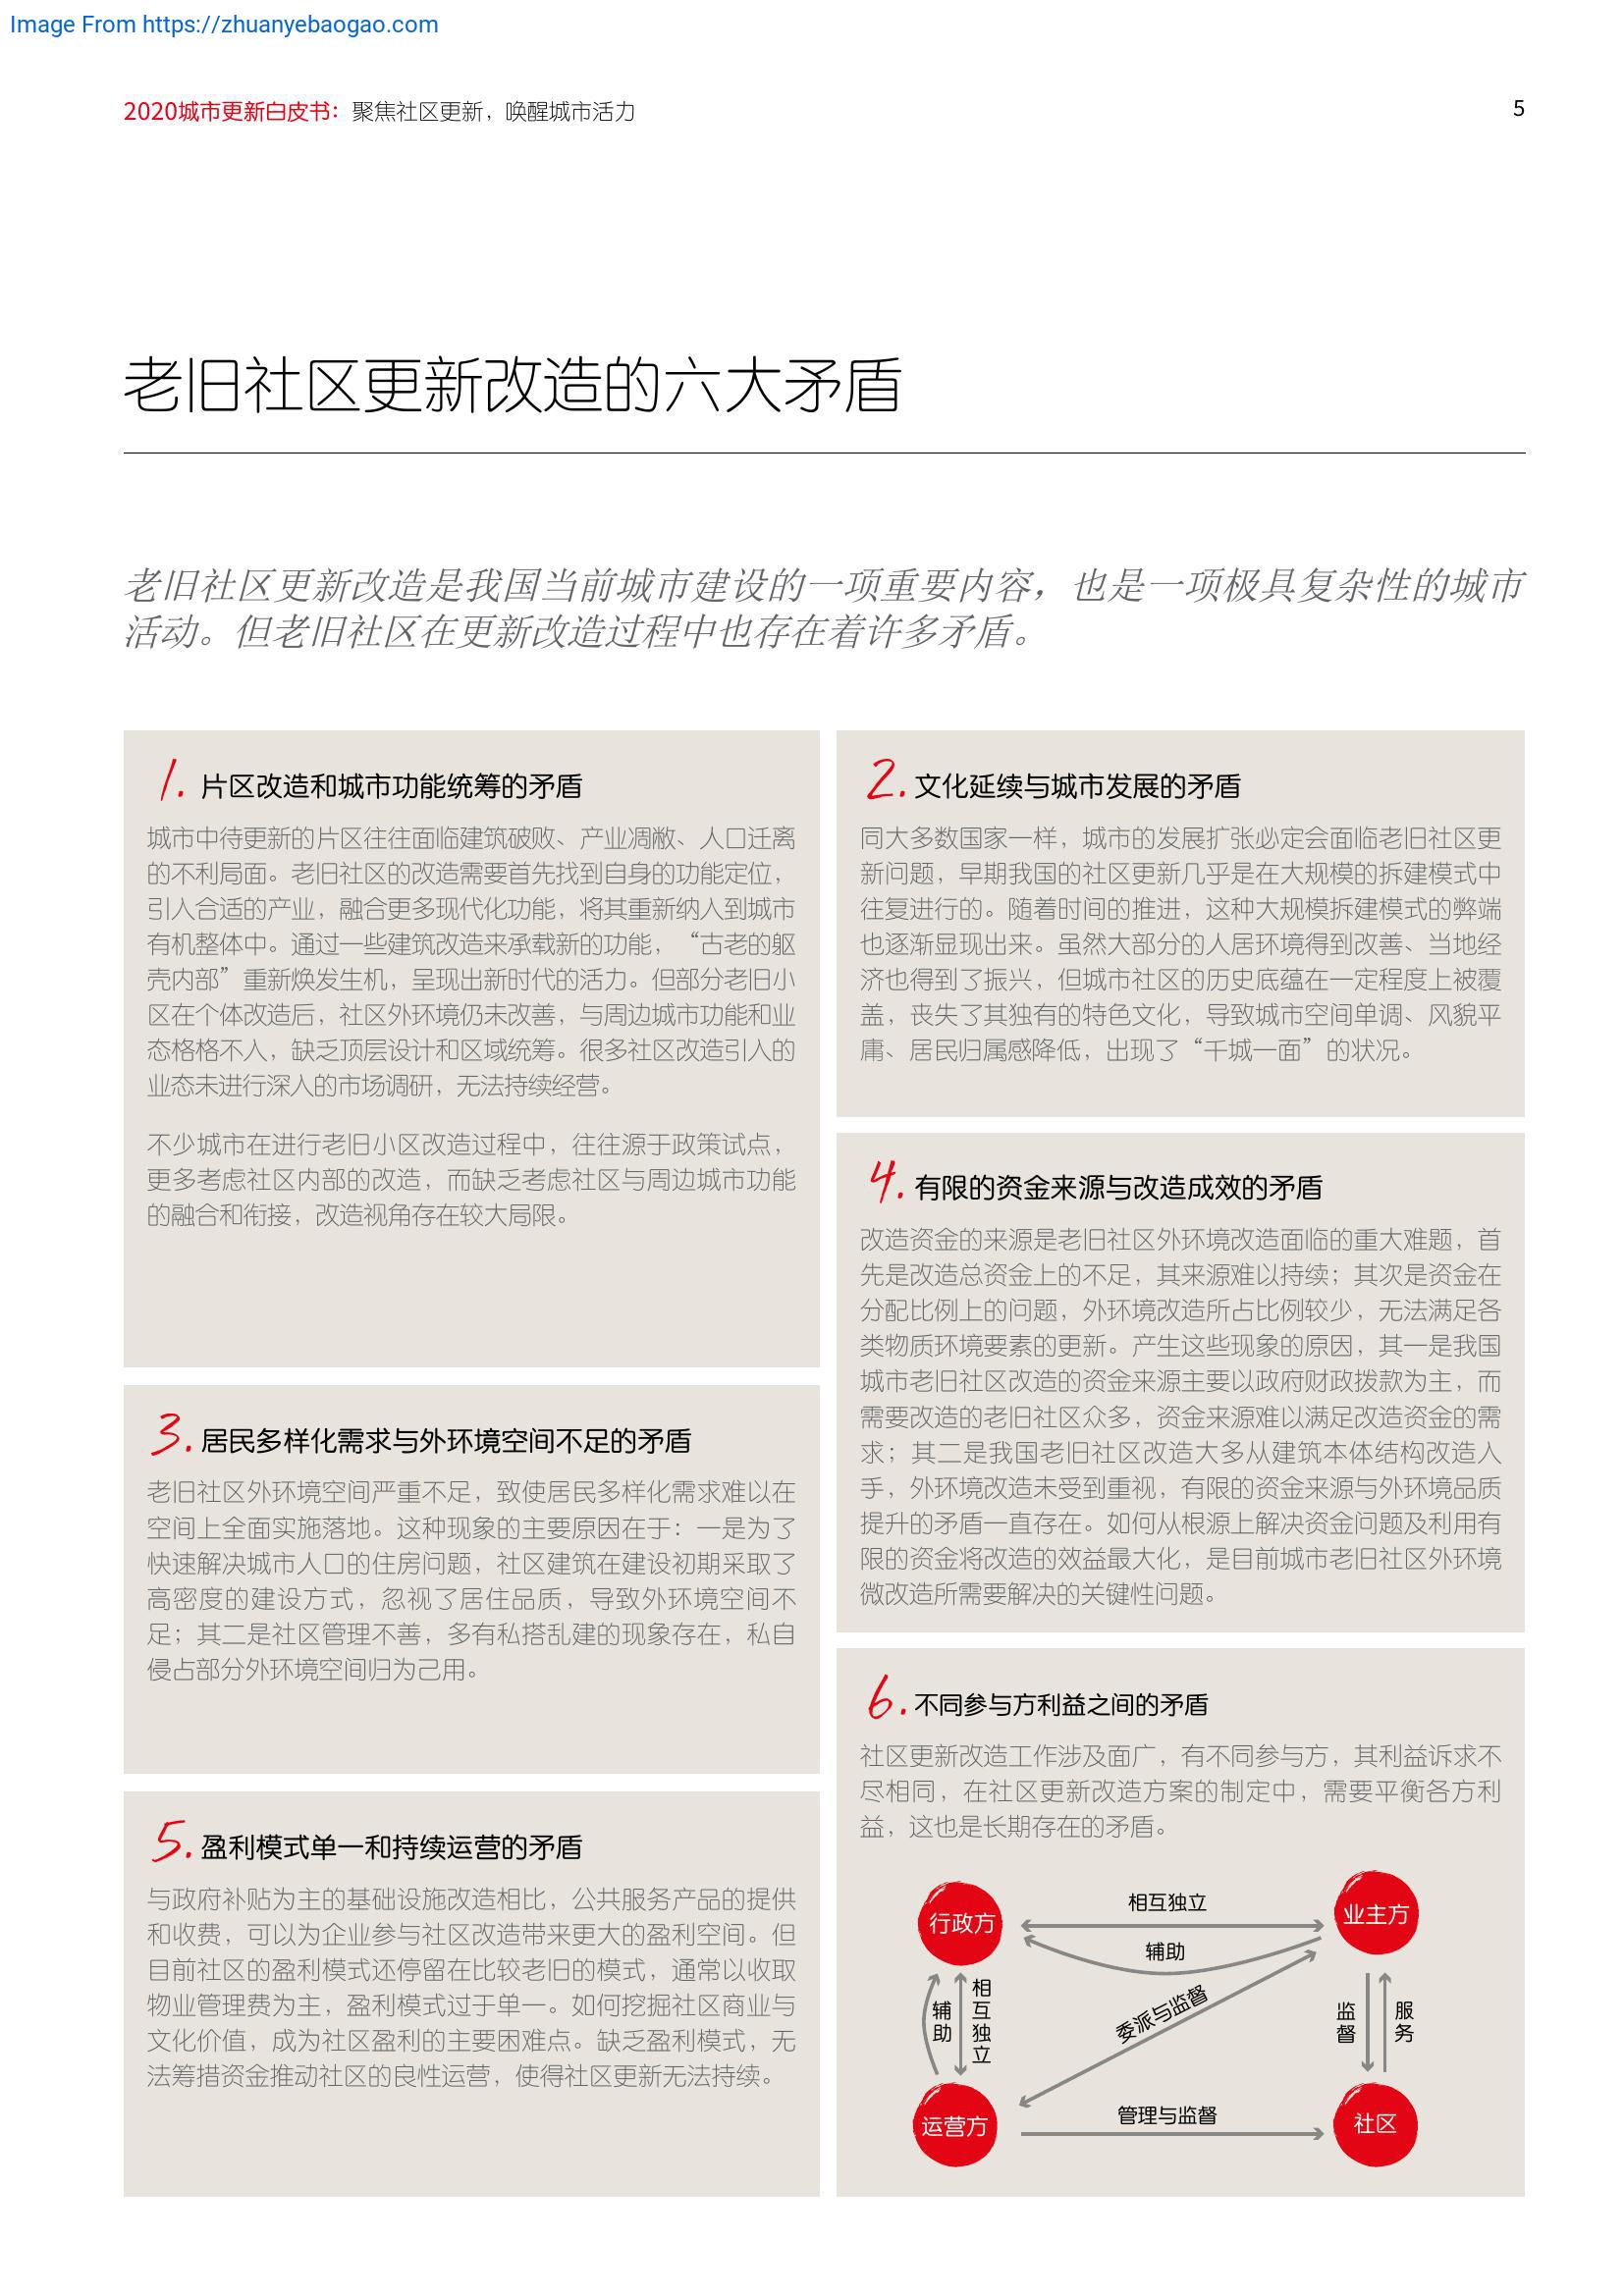 Image From https://zhuanyebaogao.com
2020城市更新白皮书：聚焦社区更新，唤醒城市活力
5
老旧社区更新改造的六大矛盾
老旧社区更新改造是我国当前城市建设的一项重要内容，也是一项极具复杂性的城市
活动。但老旧社区在更新改造过程中也存在着许多矛盾。
1. 片区改造和城市功能统筹的矛盾
城市中待更新的片区往往面临建筑破败、产业凋敝、人口迁离
的不利局面。老旧社区的改造需要首先找到自身的功能定位，
引入合适的产业，融合更多现代化功能，将其重新纳入到城市
有机整体中。通过一些建筑改造来承载新的功能，“古老的躯
壳内部”重新焕发生机，呈现出新时代的活力。但部分老旧小
区在个体改造后，社区外环境仍未改善，与周边城市功能和业
态格格不入，缺乏顶层设计和区域统筹。很多社区改造引入的
业态未进行深入的市场调研，无法持续经营。
不少城市在进行老旧小区改造过程中，往往源于政策试点，
更多考虑社区内部的改造，而缺乏考虑社区与周边城市功能
的融合和衔接，改造视角存在较大局限。
2. 文化延续与城市发展的矛盾
同大多数国家一样，城市的发展扩张必定会面临老旧社区更
新问题，早期我国的社区更新几乎是在大规模的拆建模式中
往复进行的。随着时间的推进，这种大规模拆建模式的弊端
也逐渐显现出来。虽然大部分的人居环境得到改善、当地经
济也得到了振兴，但城市社区的历史底蕴在一定程度上被覆
盖，丧失了其独有的特色文化，导致城市空间单调、风貌平
庸、居民归属感降低，出现了“千城一面”的状况。
3. 居民多样化需求与外环境空间不足的矛盾
老旧社区外环境空间严重不足，致使居民多样化需求难以在
空间上全面实施落地。这种现象的主要原因在于：一是为了
快速解决城市人口的住房问题，社区建筑在建设初期采取了
高密度的建设方式，忽视了居住品质，导致外环境空间不
足；其二是社区管理不善，多有私搭乱建的现象存在，私自
侵占部分外环境空间归为己用。
4. 有限的资金来源与改造成效的矛盾
改造资金的来源是老旧社区外环境改造面临的重大难题，首
先是改造总资金上的不足，其来源难以持续；其次是资金在
分配比例上的问题，外环境改造所占比例较少，无法满足各
类物质环境要素的更新。产生这些现象的原因，其一是我国
城市老旧社区改造的资金来源主要以政府财政拨款为主，而
需要改造的老旧社区众多，资金来源难以满足改造资金的需
求；其二是我国老旧社区改造大多从建筑本体结构改造入
手，外环境改造未受到重视，有限的资金来源与外环境品质
提升的矛盾一直存在。如何从根源上解决资金问题及利用有
限的资金将改造的效益最大化，是目前城市老旧社区外环境
微改造所需要解决的关键性问题。
5. 盈利模式单一和持续运营的矛盾
与政府补贴为主的基础设施改造相比，公共服务产品的提供
和收费，可以为企业参与社区改造带来更大的盈利空间。但
目前社区的盈利模式还停留在比较老旧的模式，通常以收取
物业管理费为主，盈利模式过于单一。如何挖掘社区商业与
文化价值，成为社区盈利的主要困难点。缺乏盈利模式，无
法筹措资金推动社区的良性运营，使得社区更新无法持续。
6. 不同参与方利益之间的矛盾
社区更新改造工作涉及面广，有不同参与方，其利益诉求不
尽相同，在社区更新改造方案的制定中，需要平衡各方利
益，这也是长期存在的矛盾。
行政方
相互独立
业主方
辅助
辅助
相互独立
委派与监督
监督
服务
运营方
管理与监督
社区